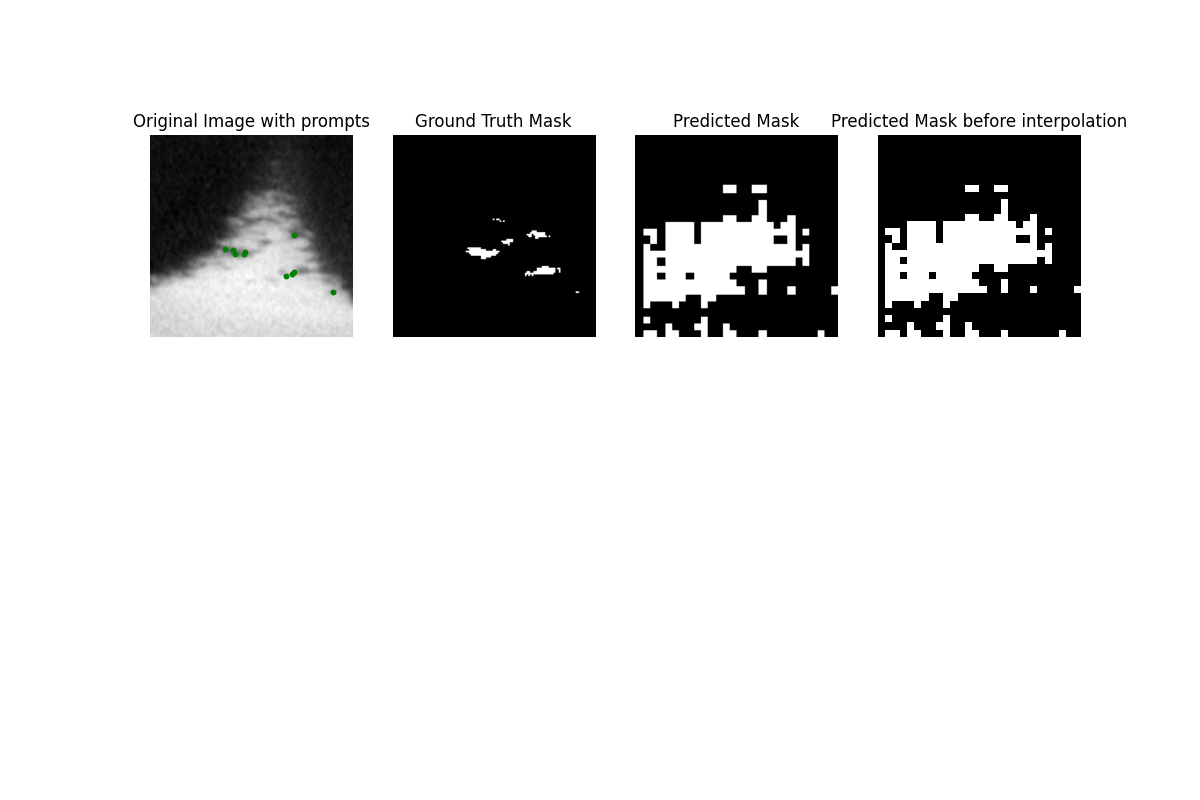 Original Image with prompts
Ground Truth Mask
Predicted Mask
Predicted Mask before interpolation